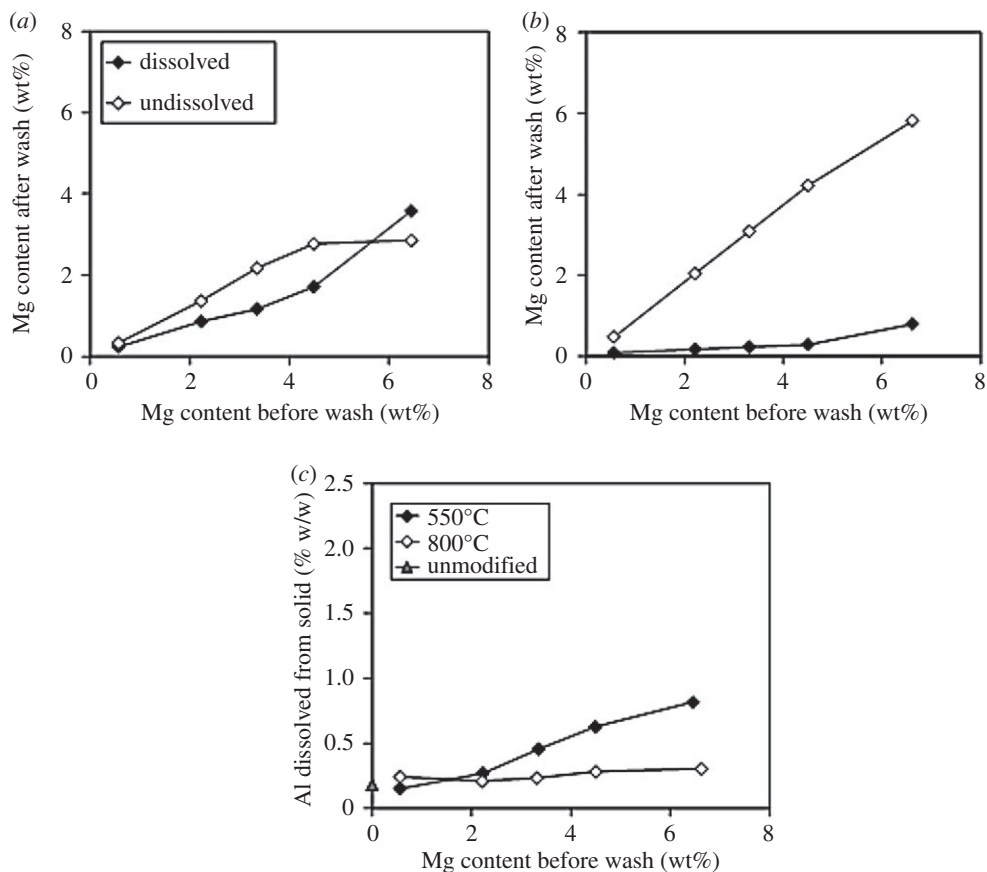 (a)
Mg content after wash (wt%)
8
6
4
2
0
dissolved
undissolved
0 2 4 6 8
Mg content before wash (wt%)
(b)
Mg content after wash (wt%)
8
6
4
2
0
0 2 4 6 8
Mg content before wash (wt%)
(c)
Al dissolved from solid (% w/w)
2.5
2.0
1.5
1.0
0.5
0
550°C
800°C
unmodified
0 2 4 6 8
Mg content before wash (wt%)